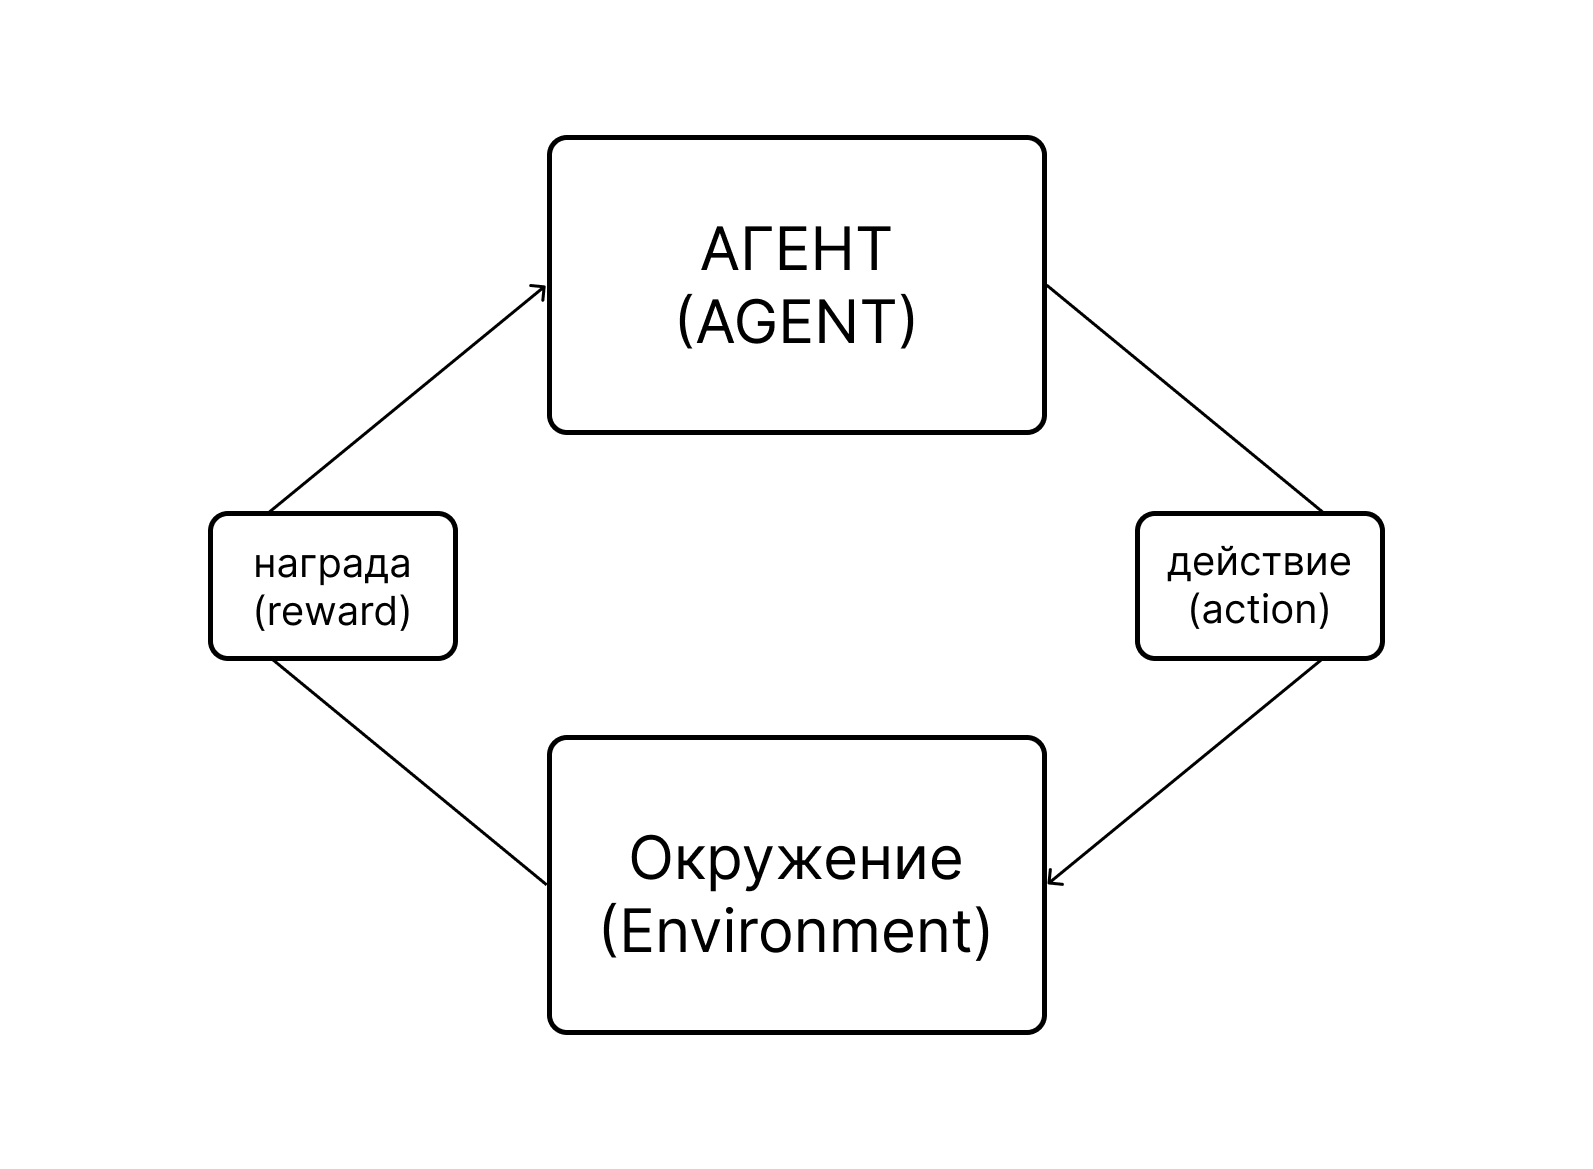 АГЕНТ
(AGENT)
награда
(reward)
действие
(action)
Окружение
(Environment)